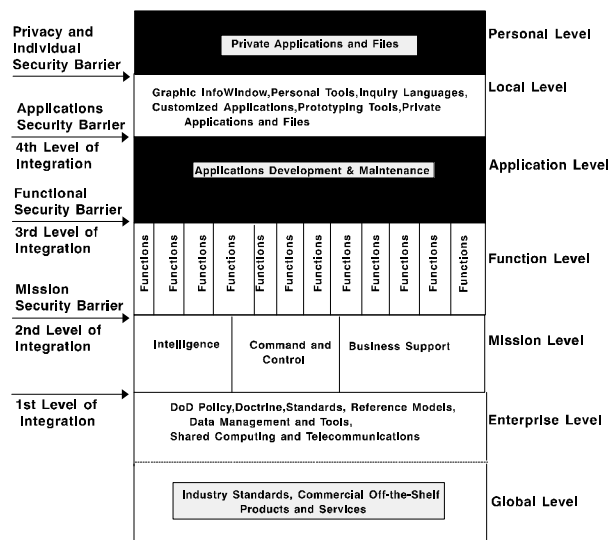 Privacy and
Individual
Security Barrier
Private Applications and Files
Personal Level
Graphic InfoWindow,Personal Tools,Inquiry Languages,
Customized Applications,Prototyping Tools,Private
Applications and Files
Local Level
Applications
Security Barrier
4th Level of
Integration
Applications Development & Maintenance
Application Level
Functional
Security Barrier
3rd Level of
Integration
Functions
Functions
Functions
Functions
Functions
Functions
Functions
Functions
Functions
Functions
Functions
Functions
Function Level
Mission
Security Barrier
2nd Level of
Integration
Intelligence
Command and
Control
Business Support
Mission Level
1st Level of
Integration
DoD Policy,Doctrine,Standards, Reference Models,
Data Management and Tools,
Shared Computing and Telecommunications
Enterprise Level
Industry Standards, Commercial Off-the-Shelf
Products and Services
Global Level